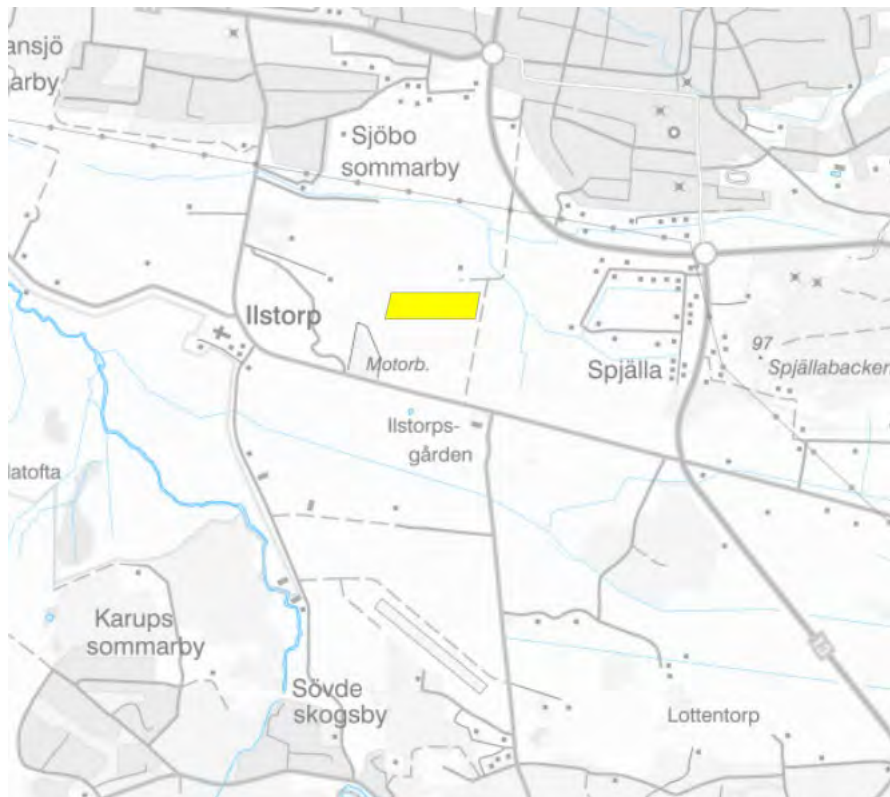 ansjö
arby
Sjöbo
sommarby
Ilstorp
Motorb.
Spjälla
97
Spjällabacken
Ilstorps-
gården
latofta
Karups
sommarby
Sövde
skogsby
Lottentorp